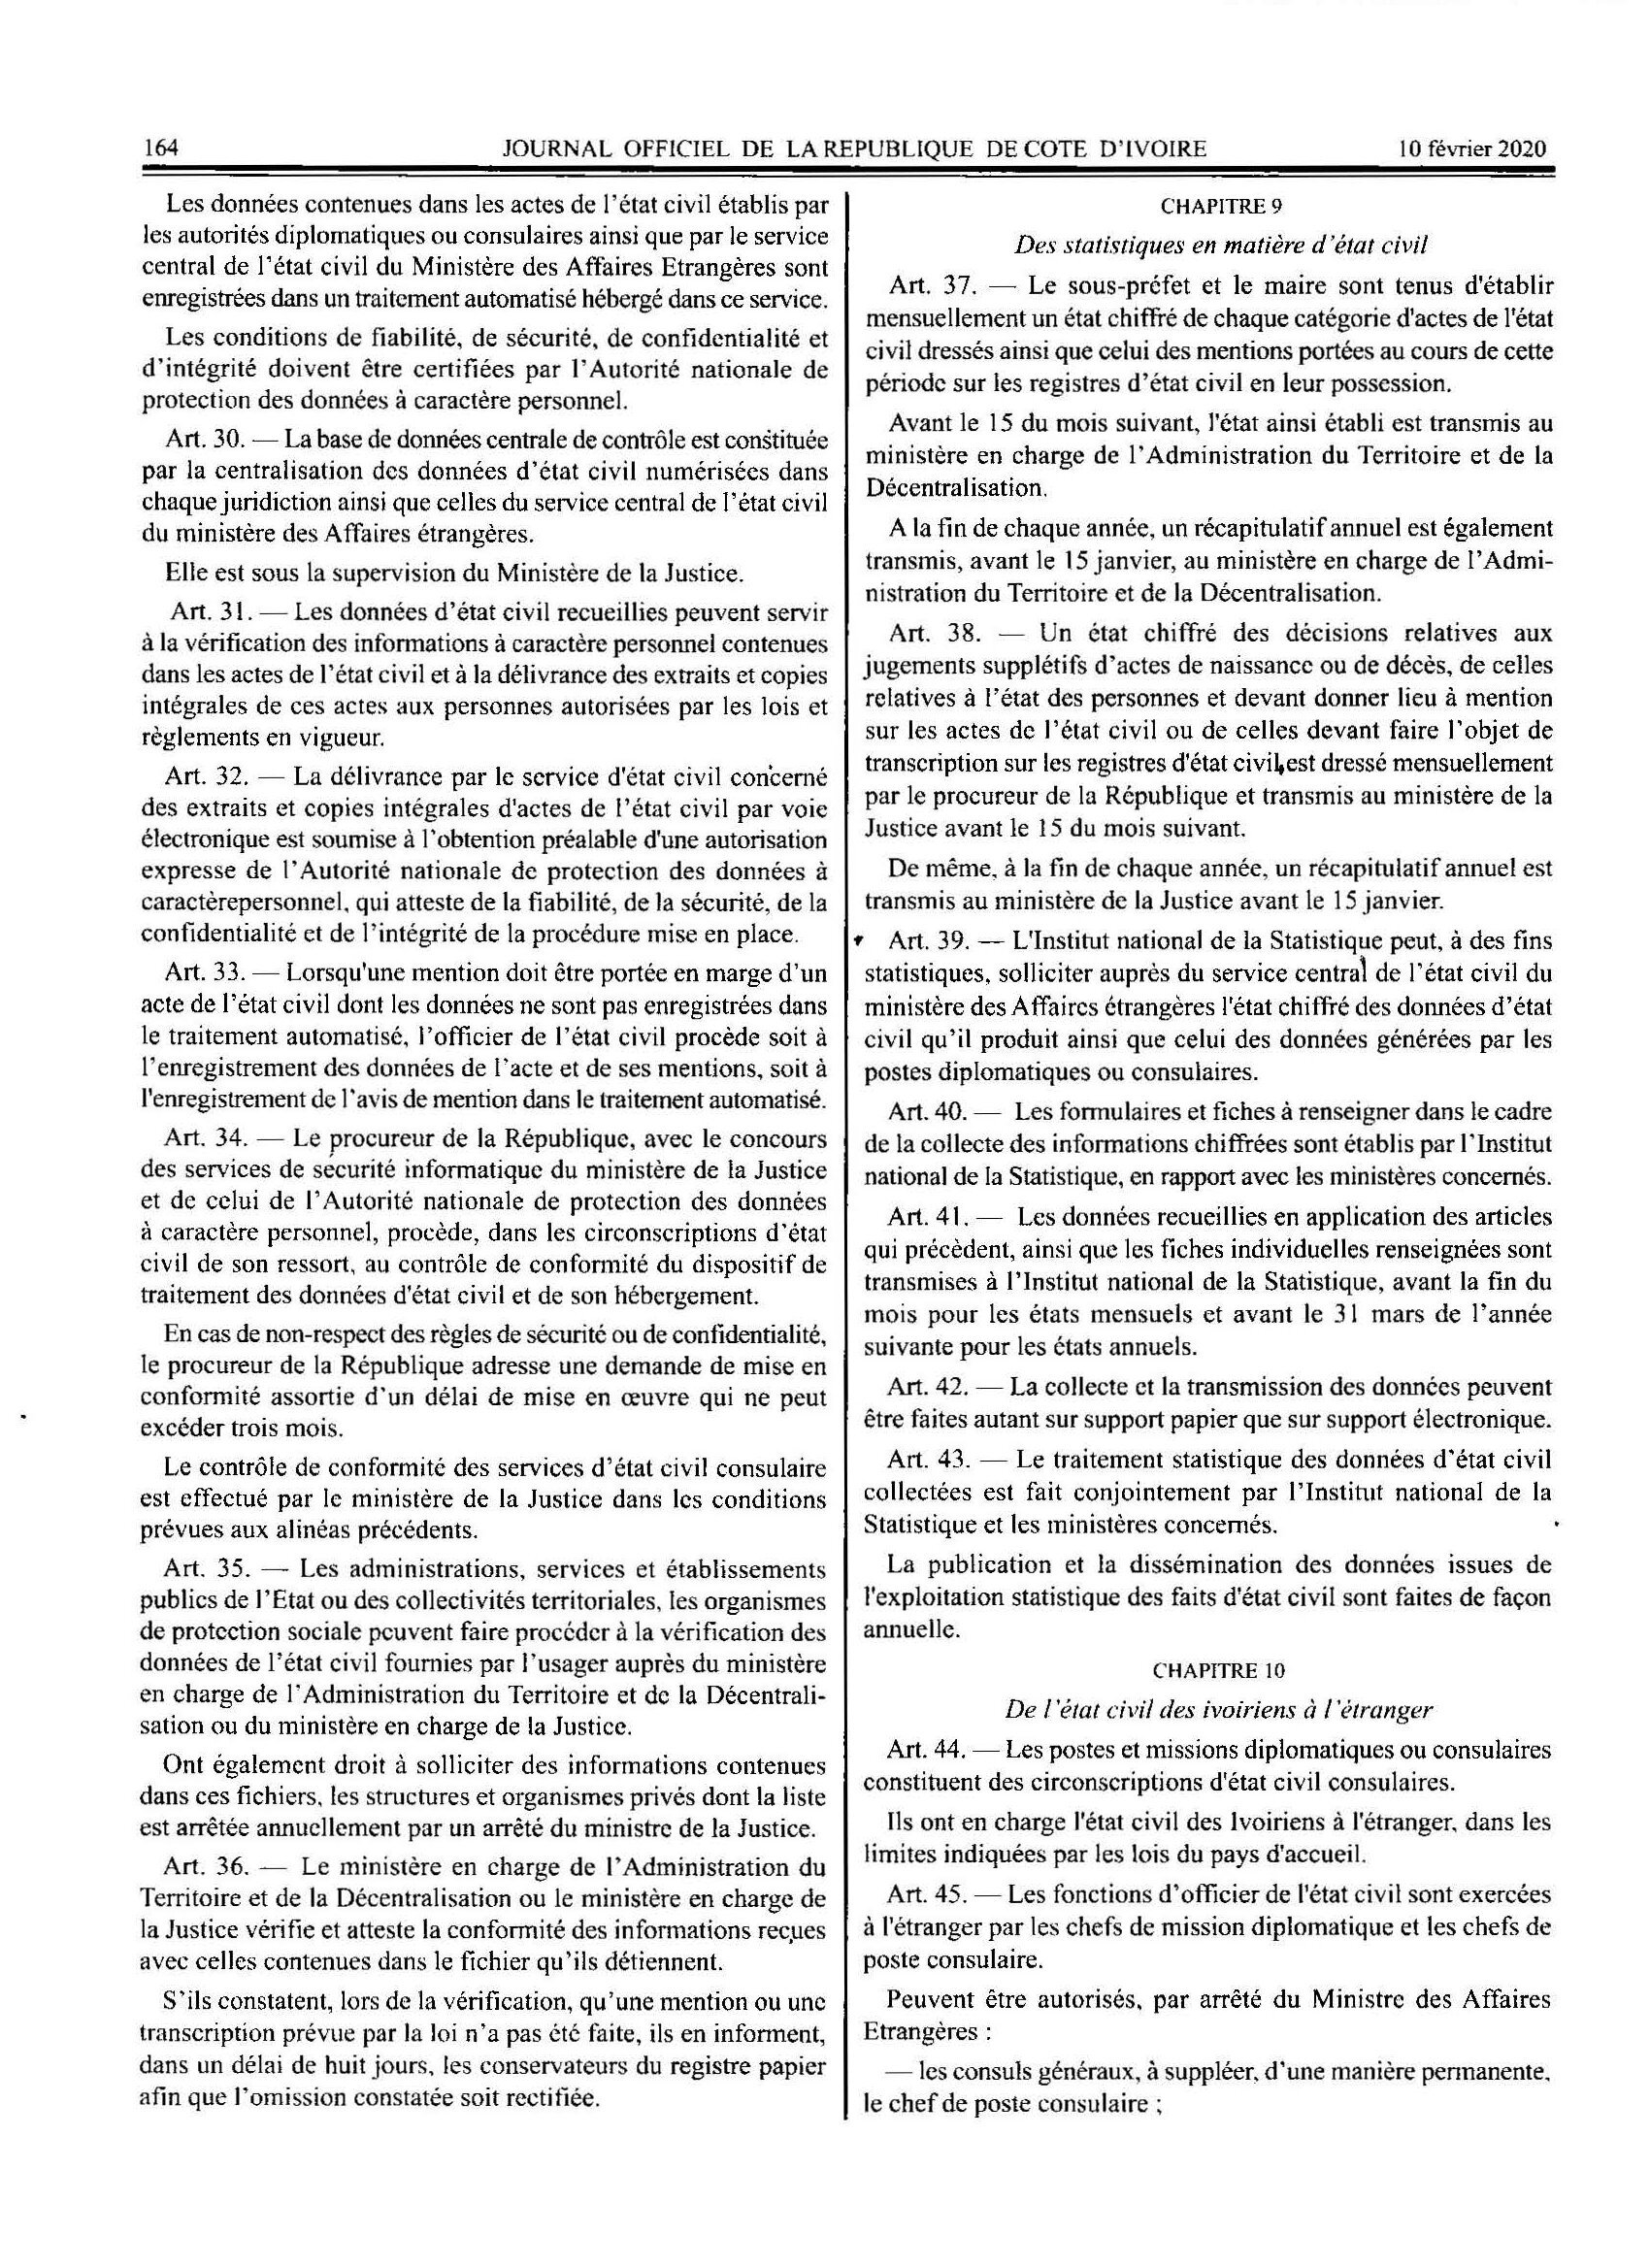 164
JOURNAL OFFICIEL DE LA REPUBLIQUE DE COTE D'IVOIRE
10 février 2020
Les données contenues dans les actes de l'état civil établis par
les autorités diplomatiques ou consulaires ainsi que par le service
central de l'état civil du Ministère des Affaires Etrangères sont
enregistrées dans un traitement automatisé hébergé dans ce service.
Les conditions de fiabilité, de sécurité, de confidentialité et
d'intégrité doivent être certifiées par l'Autorité nationale de
protection des données à caractère personnel.
Art. 30. — La base de données centrale de contrôle est constituée
par la centralisation des données d'état civil numérisées dans
chaque juridiction ainsi que celles du service central de l'état civil
du ministère des Affaires étrangères.
Elle est sous la supervision du Ministère de la Justice.
Art. 31. — Les données d'état civil recueillies peuvent servir
à la vérification des informations à caractère personnel contenues
dans les actes de l'état civil et à la délivrance des extraits et copies
intégrales de ces actes aux personnes autorisées par les lois et
règlements en vigueur.
Art. 32. — La délivrance par le service d'état civil concerné
des extraits et copies intégrales d'actes de l'état civil par voie
électronique est soumise à l'obtention préalable d'une autorisation
expresse de l'Autorité nationale de protection des données à
caractèrepersonnel, qui atteste de la fiabilité, de la sécurité, de la
confidentialité et de l'intégrité de la procédure mise en place.
Art. 33. — Lorsqu'une mention doit être portée en marge d'un
acte de l'état civil dont les données ne sont pas enregistrées dans
le traitement automatisé, l'officier de l'état civil procède soit à
l'enregistrement des données de l'acte et de ses mentions, soit à
l'enregistrement de l'avis de mention dans le traitement automatisé.
Art. 34. — Le procureur de la République, avec le concours
des services de sécurité informatique du ministère de la Justice
et de celui de l'Autorité nationale de protection des données
à caractère personnel, procède, dans les circonscriptions d'état
civil de son ressort, au contrôle de conformité du dispositif de
traitement des données d'état civil et de son hébergement.
En cas de non-respect des règles de sécurité ou de confidentialité,
le procureur de la République adresse une demande de mise en
conformité assortie d'un délai de mise en œuvre qui ne peut
excéder trois mois.
Le contrôle de conformité des services d'état civil consulaire
est effectué par le ministère de la Justice dans les conditions
prévues aux alinéas précédents.
Art. 35. — Les administrations, services et établissements
publics de l'Etat ou des collectivités territoriales, les organismes
de protection sociale peuvent faire procéder à la vérification des
données de l'état civil fournies par l'usager auprès du ministère
en charge de l'Administration du Territoire et de la Décentrali-
sation ou du ministère en charge de la Justice.
Ont également droit à solliciter des informations contenues
dans ces fichiers, les structures et organismes privés dont la liste
est arrêtée annuellement par un arrêté du ministre de la Justice.
Art. 36. — Le ministère en charge de l'Administration du
Territoire et de la Décentralisation ou le ministère en charge de
la Justice vérifie et atteste la conformité des informations reçues
avec celles contenues dans le fichier qu'ils détiennent.
S'ils constatent, lors de la vérification, qu'une mention ou une
transcription prévue par la loi n'a pas été faite, ils en informent,
dans un délai de huit jours, les conservateurs du registre papier
afin que l'omission constatée soit rectifiée.
CHAPITRE 9
Des statistiques en matière d'état civil
Art. 37. — Le sous-préfet et le maire sont tenus d'établir
mensuellement un état chiffré de chaque catégorie d'actes de l'état
civil dressés ainsi que celui des mentions portées au cours de cette
période sur les registres d'état civil en leur possession.
Avant le 15 du mois suivant, l'état ainsi établi est transmis au
ministère en charge de l'Administration du Territoire et de la
Décentralisation.
A la fin de chaque année, un récapitulatif annuel est également
transmis, avant le 15 janvier, au ministère en charge de l'Admi-
nistration du Territoire et de la Décentralisation.
Art. 38. — Un état chiffré des décisions relatives aux
jugements supplétifs d'actes de naissance ou de décès, de celles
relatives à l'état des personnes et devant donner lieu à mention
sur les actes de l'état civil ou de celles devant faire l'objet de
transcription sur les registres d'état civil,est dressé mensuellement
par le procureur de la République et transmis au ministère de la
Justice avant le 15 du mois suivant.
De même, à la fin de chaque année, un récapitulatif annuel est
transmis au ministère de la Justice avant le 15 janvier.
Art. 39. — L'Institut national de la Statistique peut, à des fins
statistiques, solliciter auprès du service central de l'état civil du
ministère des Affaires étrangères l'état chiffré des données d'état
civil qu'il produit ainsi que celui des données générées par les
postes diplomatiques ou consulaires.
Art. 40. — Les formulaires et fiches à renseigner dans le cadre
de la collecte des informations chiffrées sont établis par l'Institut
national de la Statistique, en rapport avec les ministères concernés.
Art. 41. — Les données recueillies en application des articles
qui précèdent, ainsi que les fiches individuelles renseignées sont
transmises à l'Institut national de la Statistique, avant la fin du
mois pour les états mensuels et avant le 31 mars de l'année
suivante pour les états annuels.
Art. 42. — La collecte et la transmission des données peuvent
être faites autant sur support papier que sur support électronique.
Art. 43. — Le traitement statistique des données d'état civil
collectées est fait conjointement par l'Institut national de la
Statistique et les ministères concernés.
La publication et la dissémination des données issues de
l'exploitation statistique des faits d'état civil sont faites de façon
annuelle.
CHAPITRE 10
De l'état civil des ivoiriens à l'étranger
Art. 44. — Les postes et missions diplomatiques ou consulaires
constituent des circonscriptions d'état civil consulaires.
Ils ont en charge l'état civil des Ivoiriens à l'étranger, dans les
limites indiquées par les lois du pays d'accueil.
Art. 45. — Les fonctions d'officier de l'état civil sont exercées
à l'étranger par les chefs de mission diplomatique et les chefs de
poste consulaire.
Peuvent être autorisés, par arrêté du Ministre des Affaires
Etrangères :
— les consuls généraux, à suppléer, d'une manière permanente,
le chef de poste consulaire ;